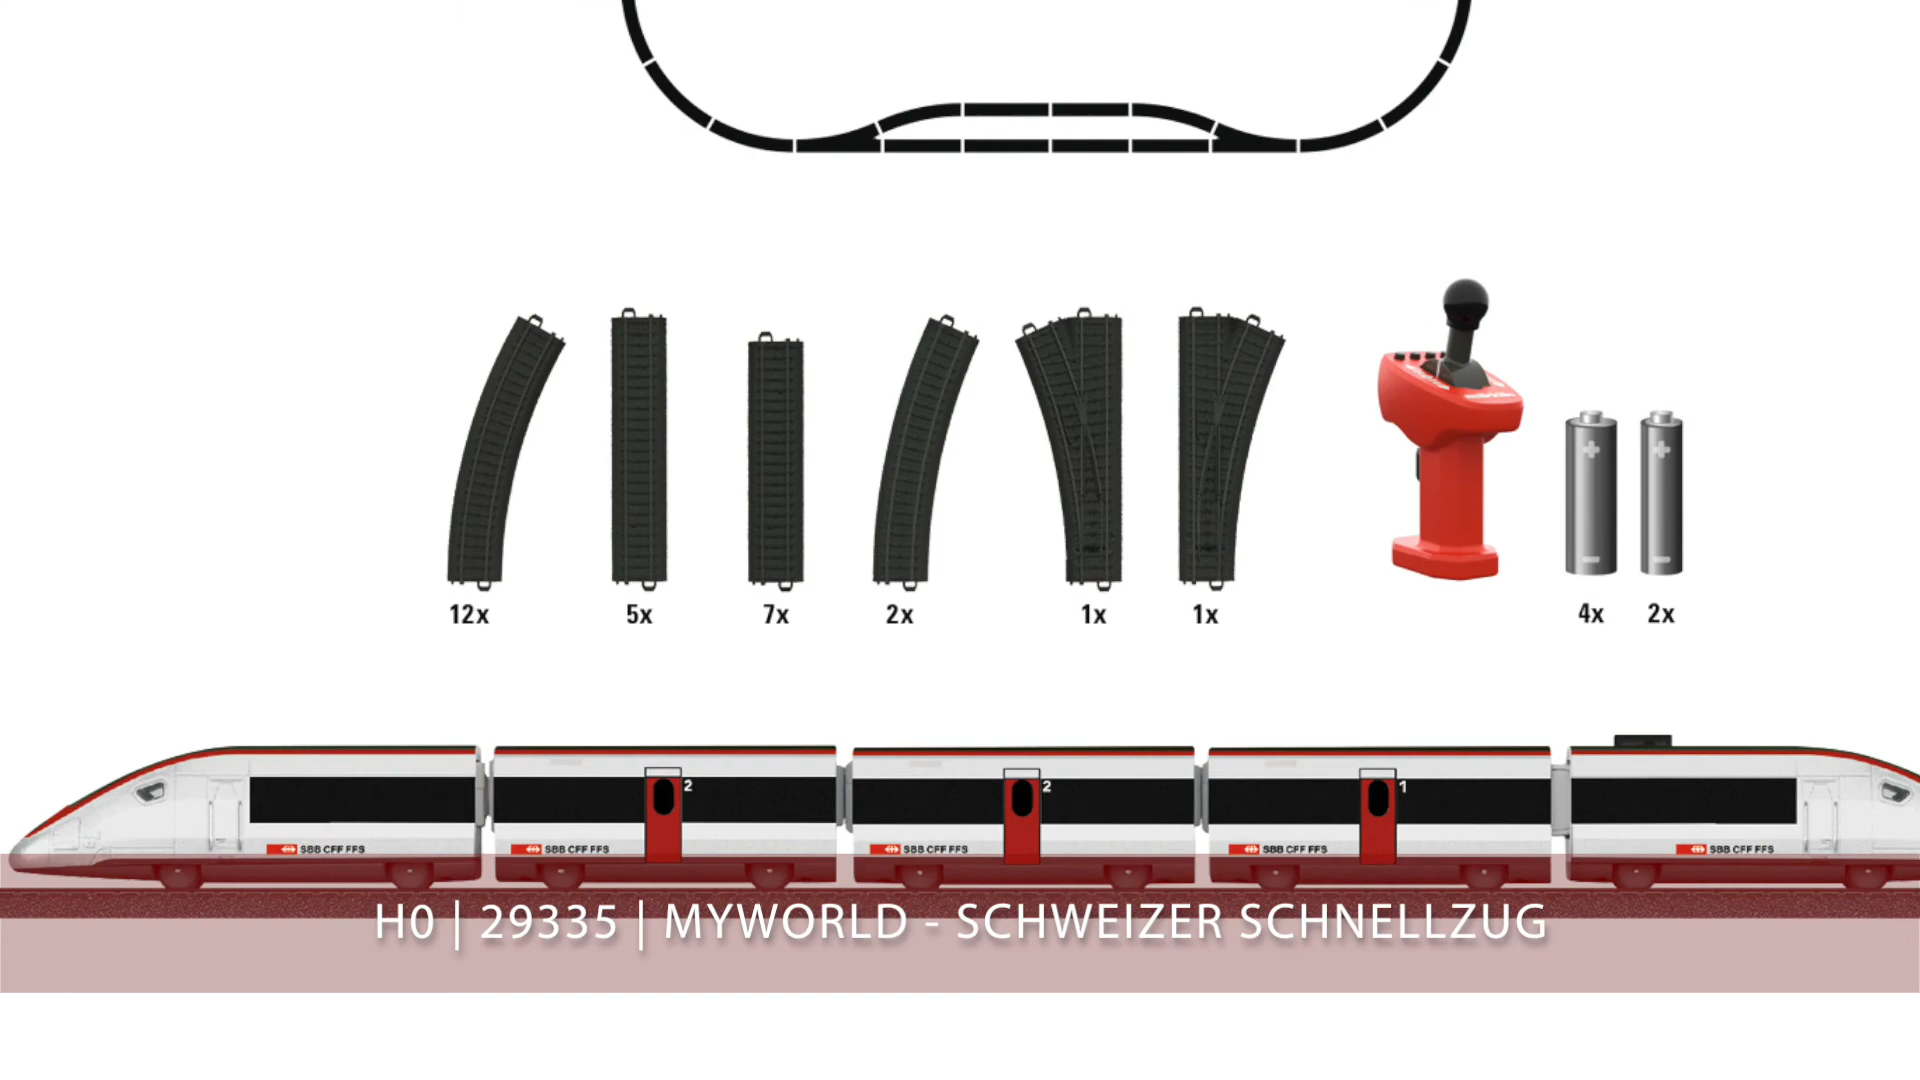 12x 5x 7x 2x 1x 1x 4x 2x
2 2 1
SBB CFF FFS SBB CFF FFS SBB CFF FFS SBB CFF FFS SBB CFF FFS
H0 | 29335 | MYWORLD - SCHWEIZER SCHNELLZUG